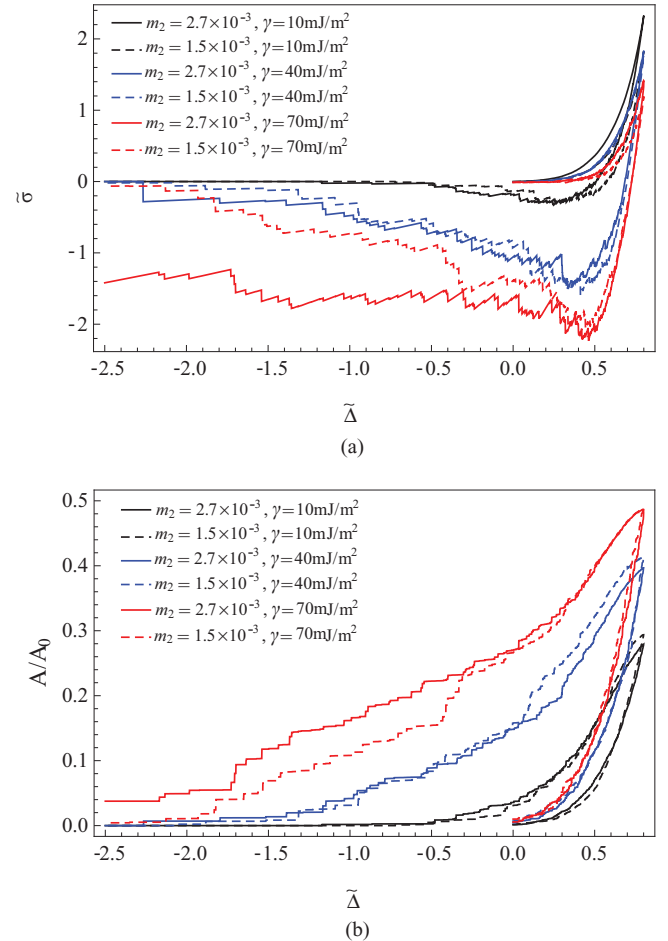 m₂ = 2.7×10⁻³, γ=10mJ/m²
m₂ = 1.5×10⁻³, γ=10mJ/m²
m₂ = 2.7×10⁻³, γ=40mJ/m²
m₂ = 1.5×10⁻³, γ=40mJ/m²
m₂ = 2.7×10⁻³, γ=70mJ/m²
m₂ = 1.5×10⁻³, γ=70mJ/m²
2
1
0
-1
-2
σ̃
-2.5 -2.0 -1.5 -1.0 -0.5 0.0 0.5
Δ̃
(a)
m₂ = 2.7×10⁻³, γ=10mJ/m²
m₂ = 1.5×10⁻³, γ=10mJ/m²
m₂ = 2.7×10⁻³, γ=40mJ/m²
m₂ = 1.5×10⁻³, γ=40mJ/m²
m₂ = 2.7×10⁻³, γ=70mJ/m²
m₂ = 1.5×10⁻³, γ=70mJ/m²
0.5
0.4
0.3
0.2
0.1
0.0
A/A₀
-2.5 -2.0 -1.5 -1.0 -0.5 0.0 0.5
Δ̃
(b)